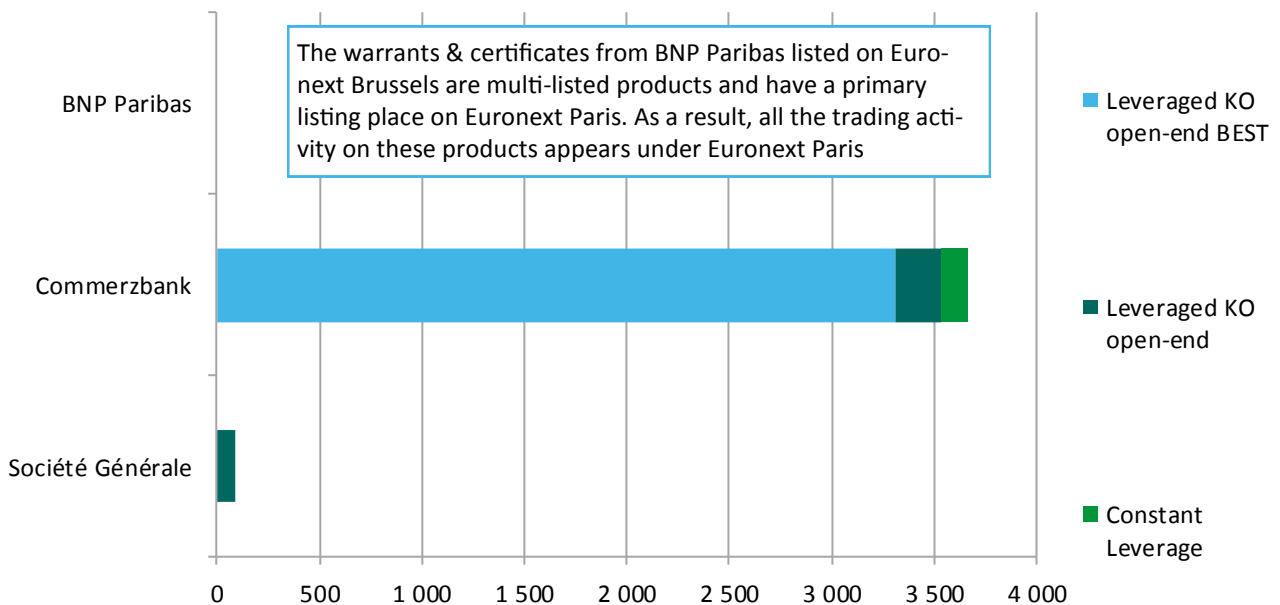 The warrants & certificates from BNP Paribas listed on Euro-
next Brussels are multi-listed products and have a primary
listing place on Euronext Paris. As a result, all the trading acti-
vity on these products appears under Euronext Paris
BNP Paribas
Commerzbank
Société Générale
0 500 1 000 1 500 2 000 2 500 3 000 3 500 4 000
Leveraged KO
open-end BEST
Leveraged KO
open-end
Constant
Leverage